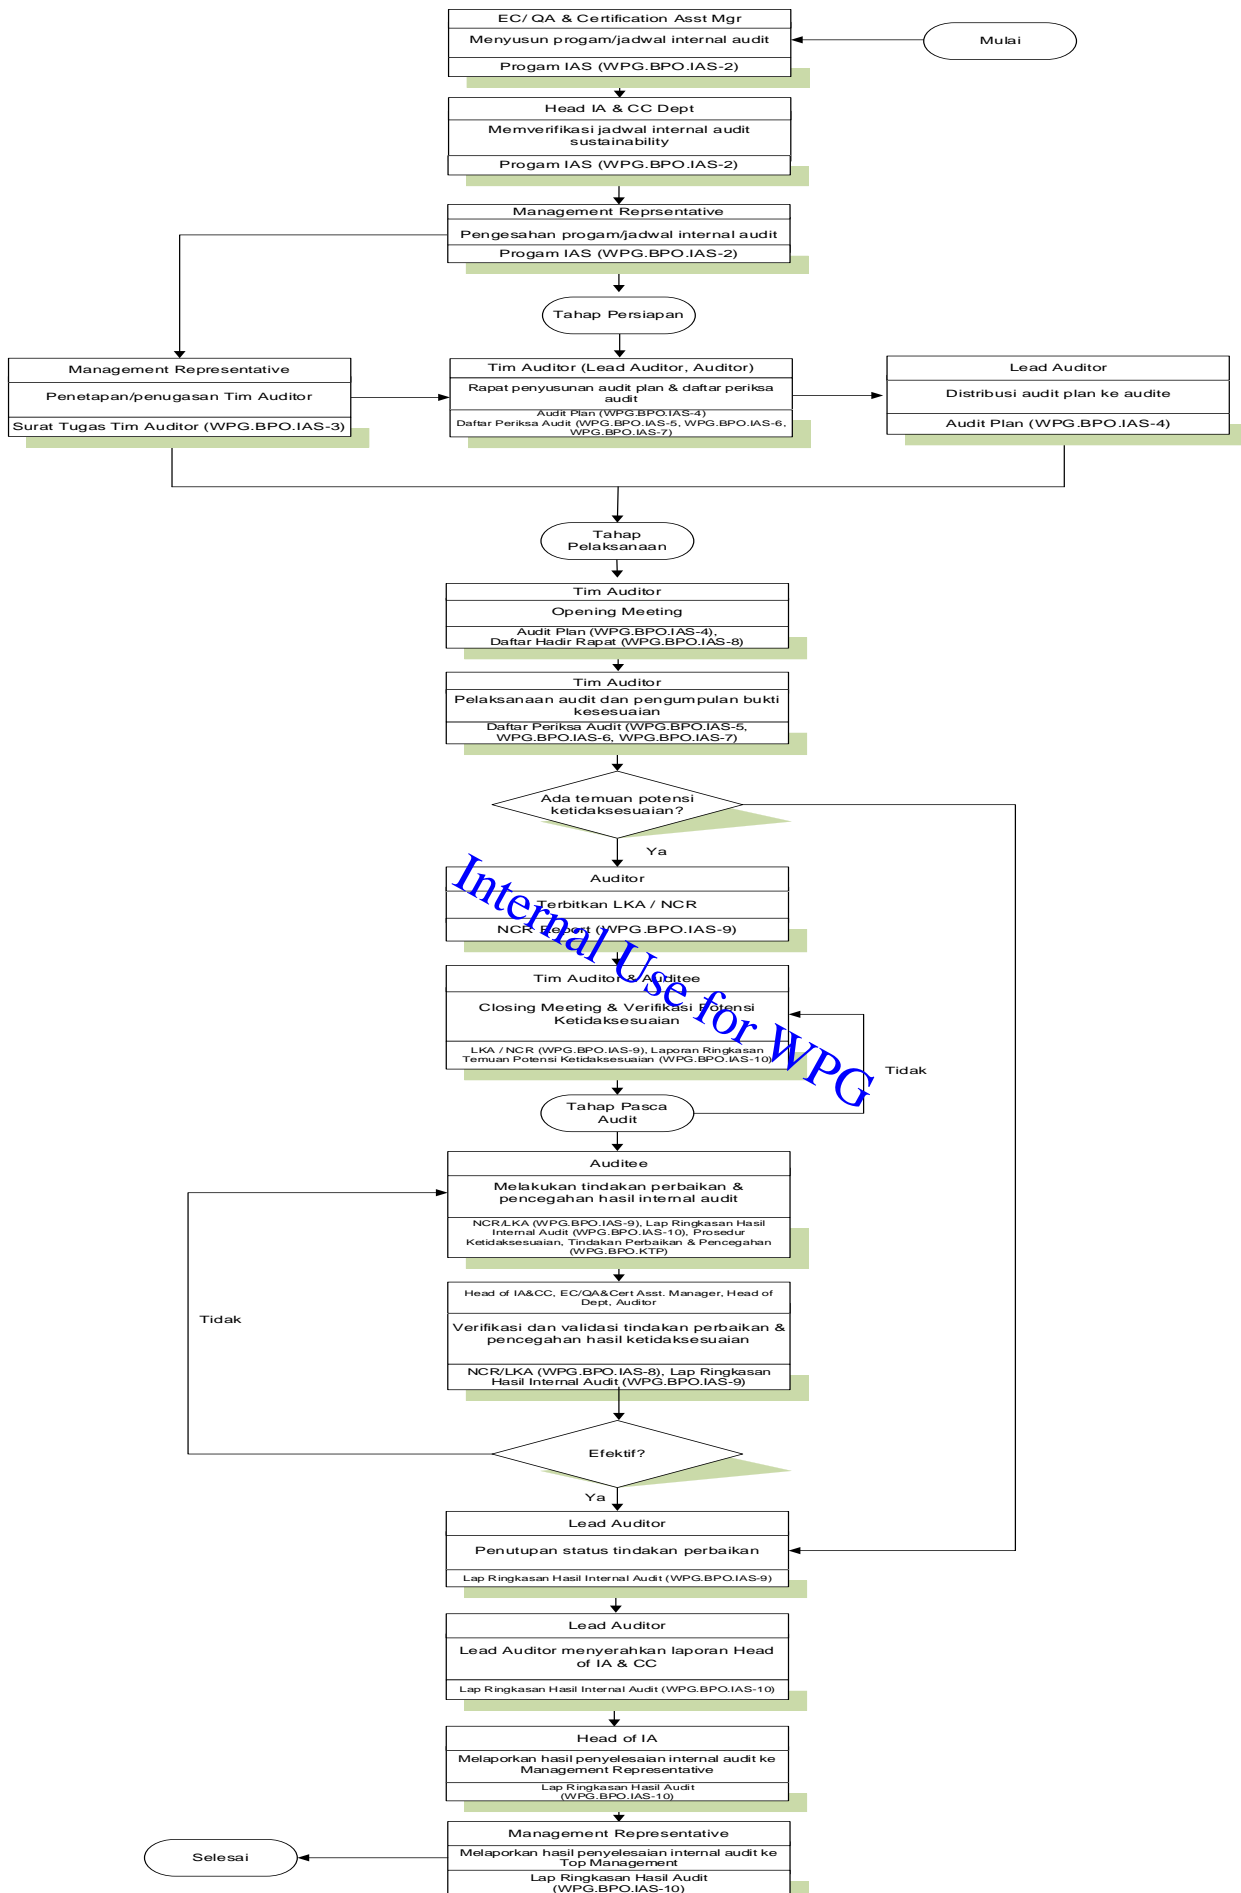 EC/ QA & Certification Asst Mgr
Menyusun progam/jadwal internal audit
Progam IAS (WPG.BPO.IAS-2)
Mulai
Head IA & CC Dept
Memverifikasi jadwal internal audit
sustainability
Progam IAS (WPG.BPO.IAS-2)
Management Reprsentative
Pengesahan progam/jadwal internal audit
Progam IAS (WPG.BPO.IAS-2)
Tahap Persiapan
Management Representative
Penetapan/penugasan Tim Auditor
Surat Tugas Tim Auditor (WPG.BPO.IAS-3)
Tim Auditor (Lead Auditor, Auditor)
Rapat penyusunan audit plan & daftar periksa
audit
Audit Plan (WPG.BPO.IAS-4)
Daftar Periksa Audit (WPG.BPO.IAS-5, WPG.BPO.IAS-6,
WPG.BPO.IAS-7)
Lead Auditor
Distribusi audit plan ke audite
Audit Plan (WPG.BPO.IAS-4)
Tahap
Pelaksanaan
Tim Auditor
Opening Meeting
Audit Plan (WPG.BPO.IAS-4),
Daftar Hadir Rapat (WPG.BPO.IAS-8)
Tim Auditor
Pelaksanaan audit dan pengumpulan bukti
kesesuaian
Daftar Periksa Audit (WPG.BPO.IAS-5,
WPG.BPO.IAS-6, WPG.BPO.IAS-7)
Ada temuan potensi
ketidaksesuaian?
Ya
Auditor
Terbitkan LKA / NCR
NCR Report (WPG.BPO.IAS-9)
Internal Use for WPG
Tim Auditor & Auditee
Closing Meeting & Verifikasi Potensi
Ketidaksesuaian
LKA / NCR (WPG.BPO.IAS-9), Laporan Ringkasan
Temuan Potensi Ketidaksesuaian (WPG.BPO.IAS-10)
Tidak
Tahap Pasca
Audit
Auditee
Melakukan tindakan perbaikan &
pencegahan hasil internal audit
NCR/LKA (WPG.BPO.IAS-9), Lap Ringkasan Hasil
Internal Audit (WPG.BPO.IAS-10), Prosedur
Ketidaksesuaian, Tindakan Perbaikan & Pencegahan
(WPG.BPO.KTP)
Head of IA&CC, EC/QA&Cert Asst. Manager, Head of
Dept, Auditor
Tidak
Verifikasi dan validasi tindakan perbaikan &
pencegahan hasil ketidaksesuaian
NCR/LKA (WPG.BPO.IAS-8), Lap Ringkasan
Hasil Internal Audit (WPG.BPO.IAS-9)
Efektif?
Ya
Lead Auditor
Penutupan status tindakan perbaikan
Lap Ringkasan Hasil Internal Audit (WPG.BPO.IAS-9)
Lead Auditor
Lead Auditor menyerahkan laporan Head
of IA & CC
Lap Ringkasan Hasil Internal Audit (WPG.BPO.IAS-10)
Head of IA
Melaporkan hasil penyelesaian internal audit ke
Management Representative
Lap Ringkasan Hasil Audit
(WPG.BPO.IAS-10)
Management Representative
Melaporkan hasil penyelesaian internal audit ke
Top Management
Lap Ringkasan Hasil Audit
(WPG.BPO.IAS-10)
Selesai